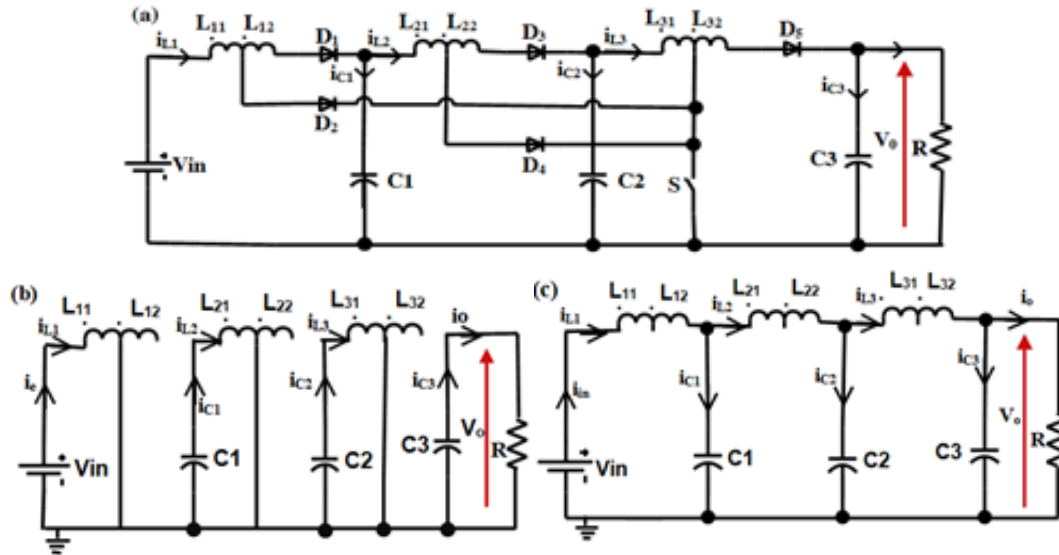 (a)
iL1 L11 L12 D1 iL2 L21 L22 D3 iL3 L31 L32 D5
iC1 iC2 iC3
D2
D4
Vin C1 C2 S C3 V0 R
(b)
L11 L12 L21 L22 L31 L32
iL1 iL2 iL3 io
ie iC1 iC2 iC3
Vin C1 C2 C3 Vo R
(c)
L11 L12 L21 L22 L31 L32
iL1 iL2 iL3 io
iin iC1 iC2 iC3
Vin C1 C2 C3 Vo R